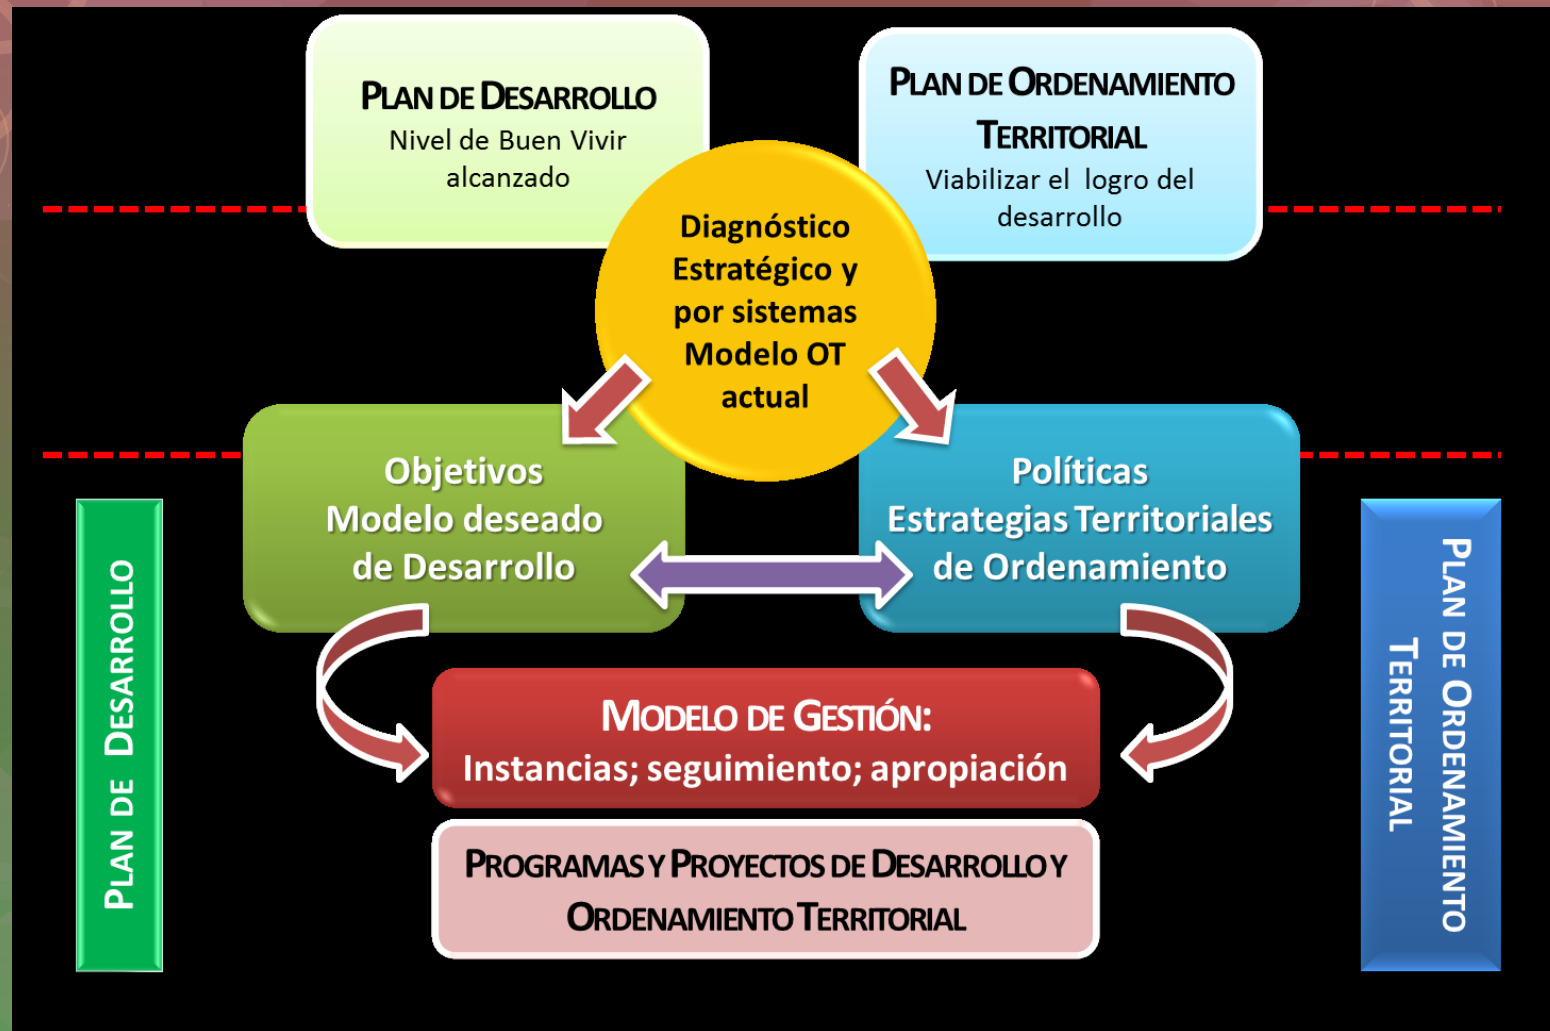 PLAN DE DESARROLLO
Nivel de Buen Vivir
alcanzado
PLAN DE ORDENAMIENTO
TERRITORIAL
Viabilizar el logro del
desarrollo
Diagnóstico
Estratégico y
por sistemas
Modelo OT
actual
Objetivos
Modelo deseado
de Desarrollo
Políticas
Estrategias Territoriales
de Ordenamiento
PLAN DE DESARROLLO
PLAN DE ORDENAMIENTO
TERRITORIAL
MODELO DE GESTIÓN:
Instancias; seguimiento; apropiación
PROGRAMAS Y PROYECTOS DE DESARROLLO Y
ORDENAMIENTO TERRITORIAL